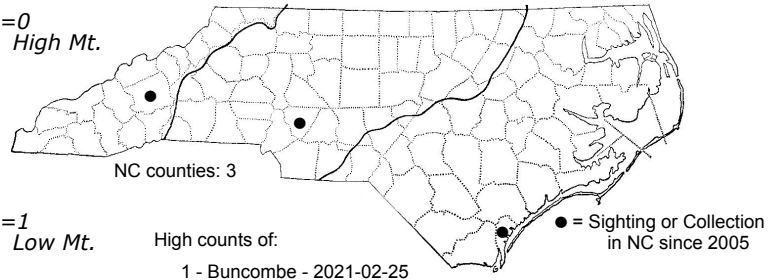 =0
High Mt.
NC counties: 3
=1
Low Mt.
High counts of:
1 - Buncombe - 2021-02-25
● = Sighting or Collection
in NC since 2005